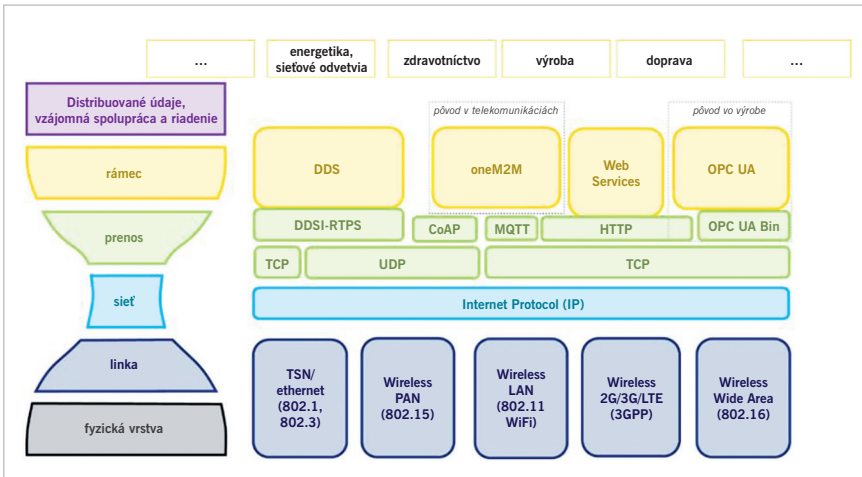 ...
energetika,
sieťové odvetvia
zdravotníctvo
výroba
doprava
...
Distribuované údaje,
vzájomná spolupráca a riadenie
pôvod v telekomunikáciách
pôvod vo výrobe
rámec
DDS
oneM2M
Web
Services
OPC UA
prenos
DDSI-RTPS
CoAP
MQTT
HTTP
OPC UA Bin
TCP
UDP
TCP
sieť
Internet Protocol (IP)
linka
TSN/
ethernet
(802.1,
802.3)
Wireless
PAN
(802.15)
Wireless
LAN
(802.11
WiFi)
Wireless
2G/3G/LTE
(3GPP)
Wireless
Wide Area
(802.16)
fyzická vrstva